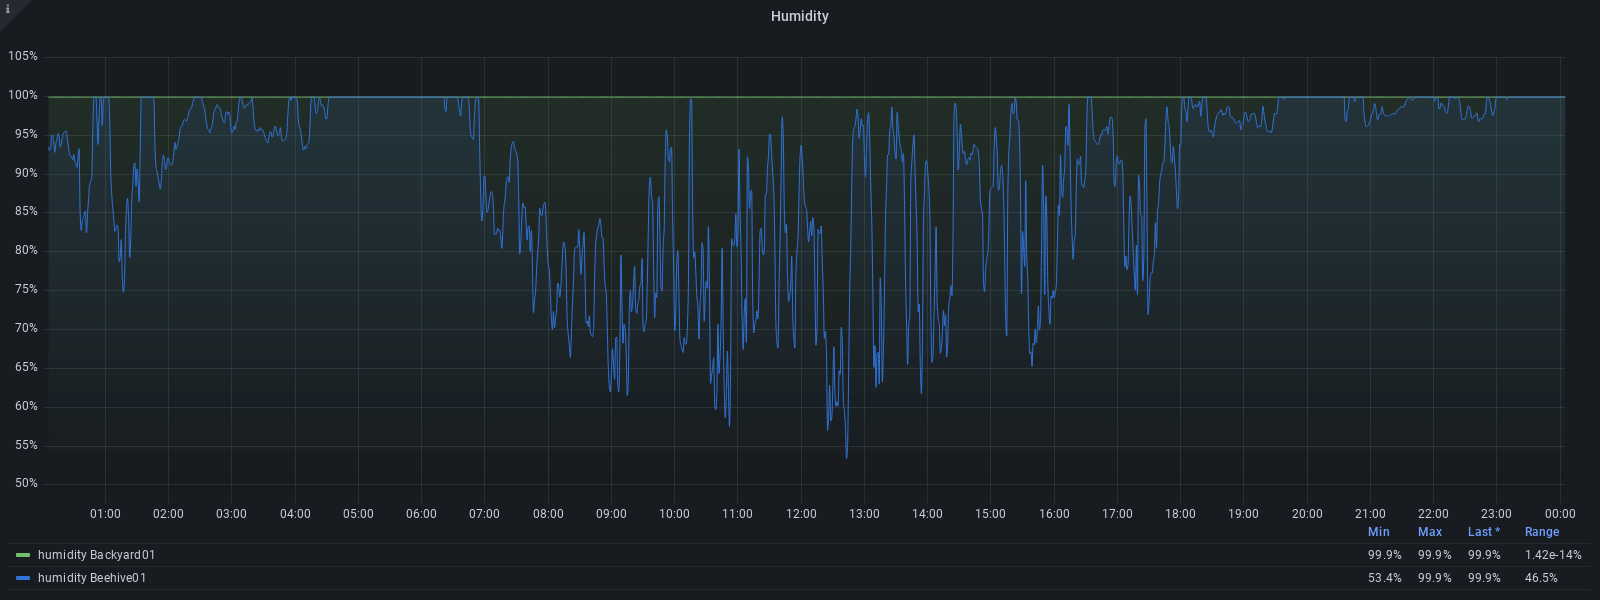 i
Humidity
105%
100%
95%
90%
85%
80%
75%
70%
65%
60%
55%
50%
01:00 02:00 03:00 04:00 05:00 06:00 07:00 08:00 09:00 10:00 11:00 12:00 13:00 14:00 15:00 16:00 17:00 18:00 19:00 20:00 21:00 22:00 23:00 00:00
Min Max Last * Range
humidity Backyard01 99.9% 99.9% 99.9% 1.42e-14%
humidity Beehive01 53.4% 99.9% 99.9% 46.5%